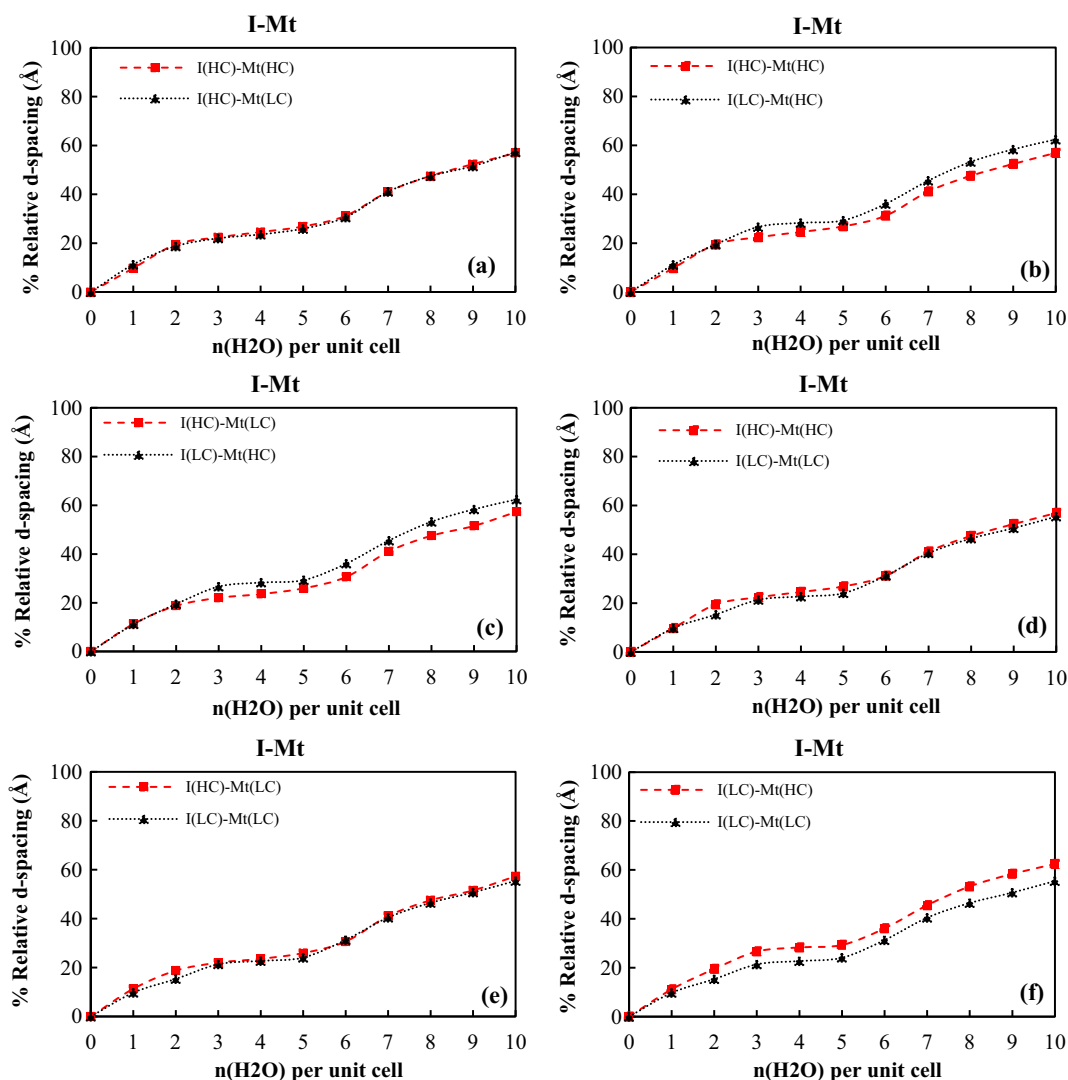 I-Mt
% Relative d-spacing (Å)
100
80
60
40
20
0
I(HC)-Mt(HC)
I(HC)-Mt(LC)
(a)
0 1 2 3 4 5 6 7 8 9 10
n(H2O) per unit cell
I-Mt
% Relative d-spacing (Å)
100
80
60
40
20
0
I(HC)-Mt(HC)
I(LC)-Mt(HC)
(b)
0 1 2 3 4 5 6 7 8 9 10
n(H2O) per unit cell
I-Mt
% Relative d-spacing (Å)
100
80
60
40
20
0
I(HC)-Mt(LC)
I(LC)-Mt(HC)
(c)
0 1 2 3 4 5 6 7 8 9 10
n(H2O) per unit cell
I-Mt
% Relative d-spacing (Å)
100
80
60
40
20
0
I(HC)-Mt(HC)
I(LC)-Mt(LC)
(d)
0 1 2 3 4 5 6 7 8 9 10
n(H2O) per unit cell
I-Mt
% Relative d-spacing (Å)
100
80
60
40
20
0
I(HC)-Mt(LC)
I(LC)-Mt(LC)
(e)
0 1 2 3 4 5 6 7 8 9 10
n(H2O) per unit cell
I-Mt
% Relative d-spacing (Å)
100
80
60
40
20
0
I(LC)-Mt(HC)
I(LC)-Mt(LC)
(f)
0 1 2 3 4 5 6 7 8 9 10
n(H2O) per unit cell